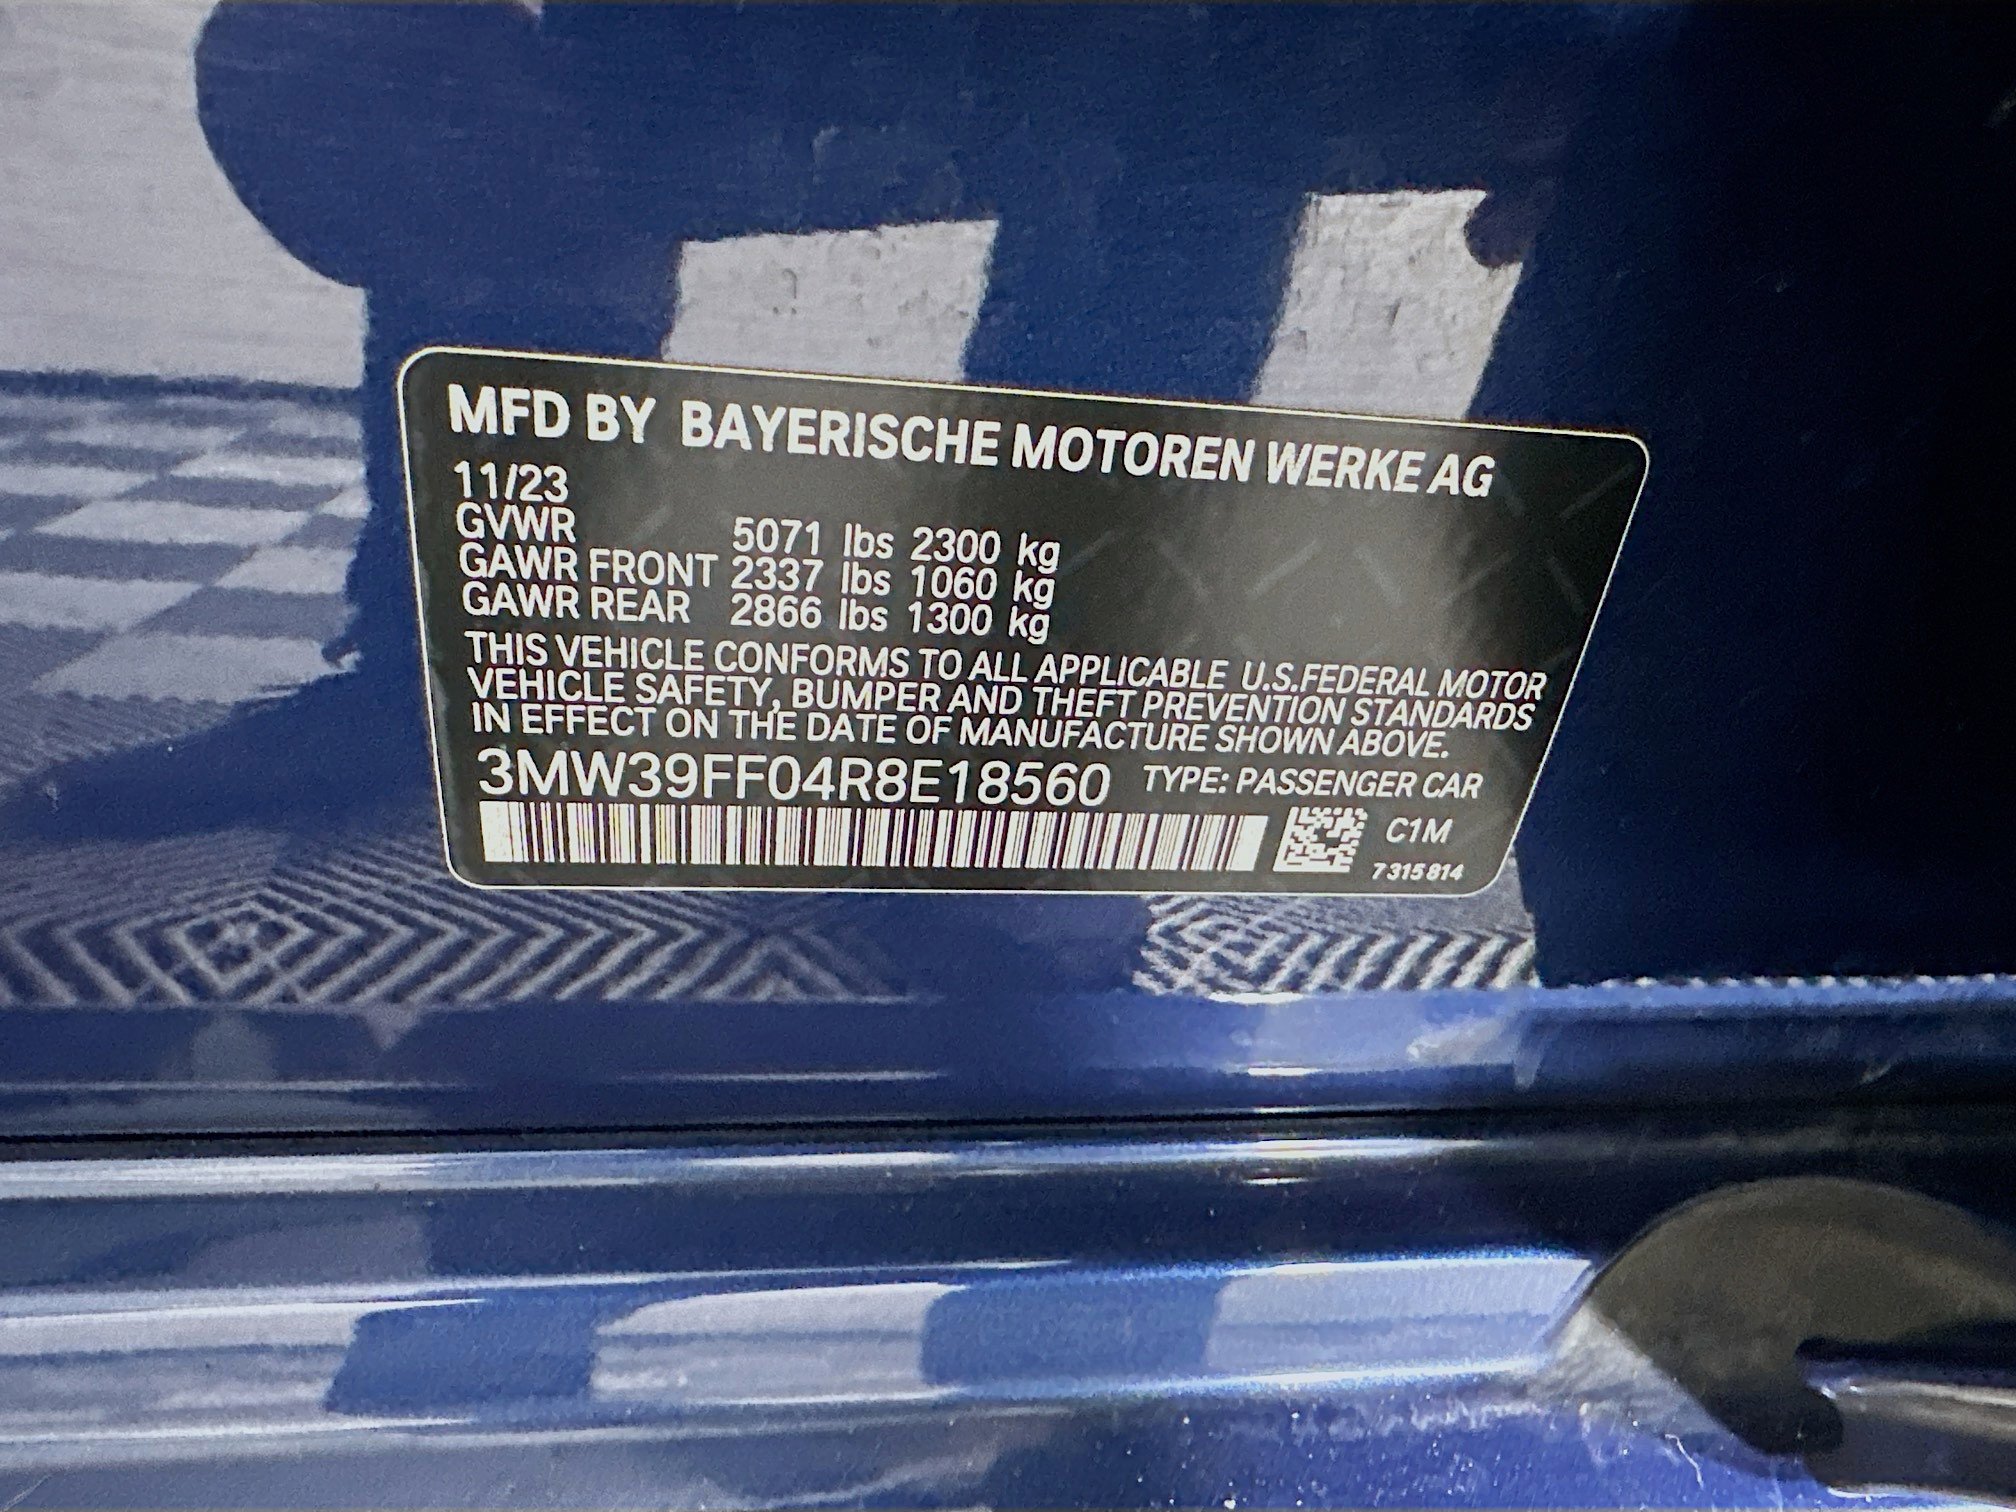 MFD BY BAYERISCHE MOTOREN WERKE AG
11/23
GVWR 5071 lbs 2300 kg
GAWR FRONT 2337 lbs 1060 kg
GAWR REAR 2866 lbs 1300 kg
THIS VEHICLE CONFORMS TO ALL APPLICABLE U.S.FEDERAL MOTOR
VEHICLE SAFETY, BUMPER AND THEFT PREVENTION STANDARDS
IN EFFECT ON THE DATE OF MANUFACTURE SHOWN ABOVE.
3MW39FF04R8E18560 TYPE: PASSENGER CAR
C1M
7 315 814